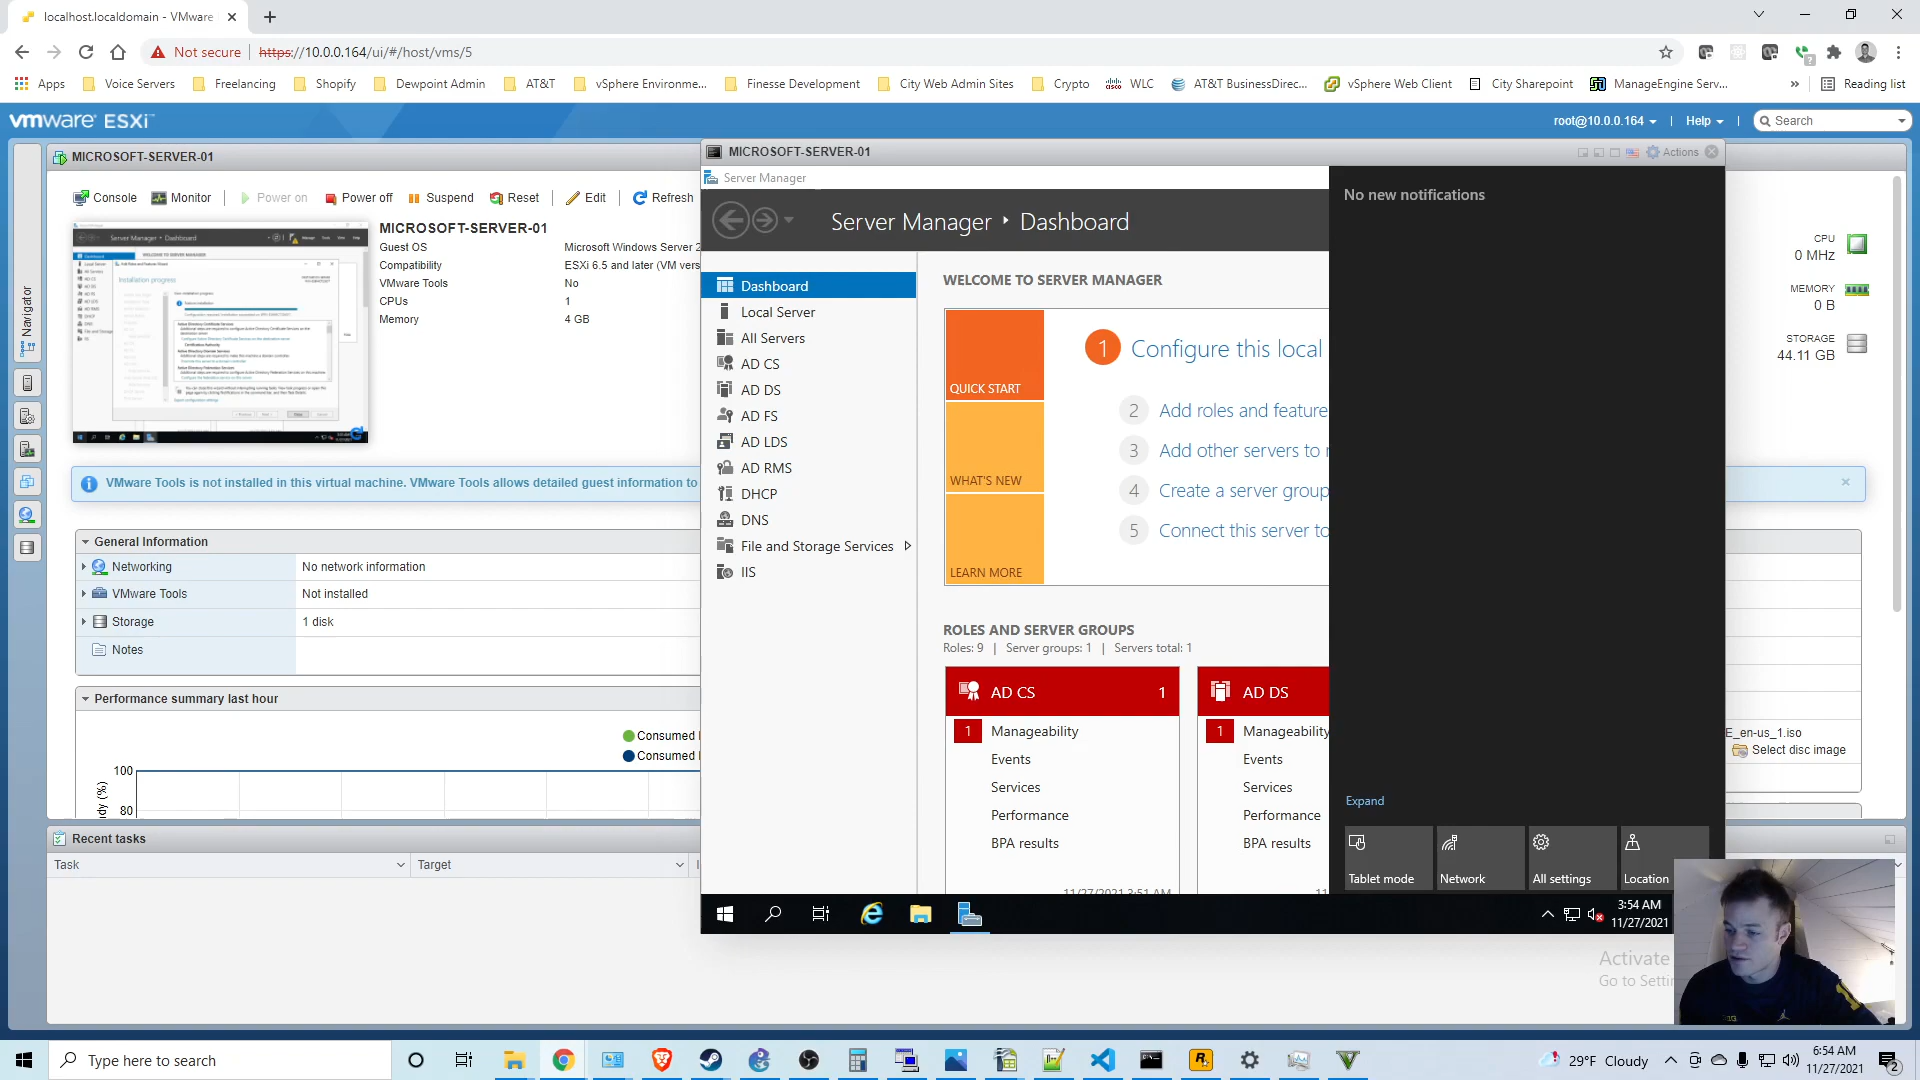 localhost.localdomain - VMware
Not secure
https://10.0.0.164/ui/#/host/vms/5
Apps
Voice Servers
Freelancing
Shopify
Dewpoint Admin
AT&T
vSphere Environme...
Finesse Development
City Web Admin Sites
Crypto
WLC
AT&T BusinessDirec...
vSphere Web Client
City Sharepoint
ManageEngine Serv...
Reading list
vmware ESXi
root@10.0.0.164
Help
Search
Navigator
MICROSOFT-SERVER-01
Console
Monitor
Power on
Power off
Suspend
Reset
Edit
Refresh
MICROSOFT-SERVER-01
Guest OS Microsoft Windows Server 2
Compatibility ESXi 6.5 and later (VM vers
VMware Tools No
CPUs 1
Memory 4 GB
CPU
0 MHz
MEMORY
0 B
STORAGE
44.11 GB
VMware Tools is not installed in this virtual machine. VMware Tools allows detailed guest information to
General Information
Networking No network information
VMware Tools Not installed
Storage 1 disk
Notes
Performance summary last hour
Consumed
Consumed
100
80
E_en-us_1.iso
Select disc image
Recent tasks
Task
Target
MICROSOFT-SERVER-01
Actions
Server Manager
Server Manager
Dashboard
Dashboard
Local Server
All Servers
AD CS
AD DS
AD FS
AD LDS
AD RMS
DHCP
DNS
File and Storage Services
IIS
WELCOME TO SERVER MANAGER
QUICK START
WHAT'S NEW
LEARN MORE
1 Configure this local
2 Add roles and feature
3 Add other servers to
4 Create a server group
5 Connect this server to
ROLES AND SERVER GROUPS
Roles: 9 | Server groups: 1 | Servers total: 1
AD CS 1
1 Manageability
Events
Services
Performance
BPA results
11/27/2021 3:51 AM
AD DS
1 Manageability
Events
Services
Performance
BPA results
No new notifications
Expand
Tablet mode
Network
All settings
Location
3:54 AM
11/27/2021
Activate
Go to Setti
Type here to search
29°F Cloudy
6:54 AM
11/27/2021
2